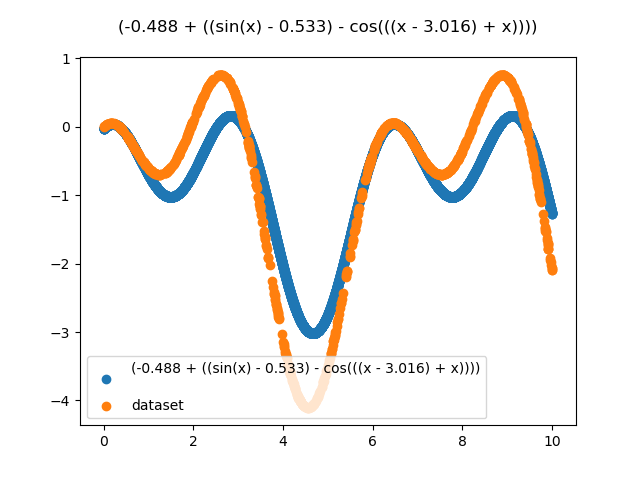 (-0.488 + ((sin(x) - 0.533) - cos(((x - 3.016) + x))))
1
0
−1
−2
−3
−4
(-0.488 + ((sin(x) - 0.533) - cos(((x - 3.016) + x))))
dataset
0 2 4 6 8 10